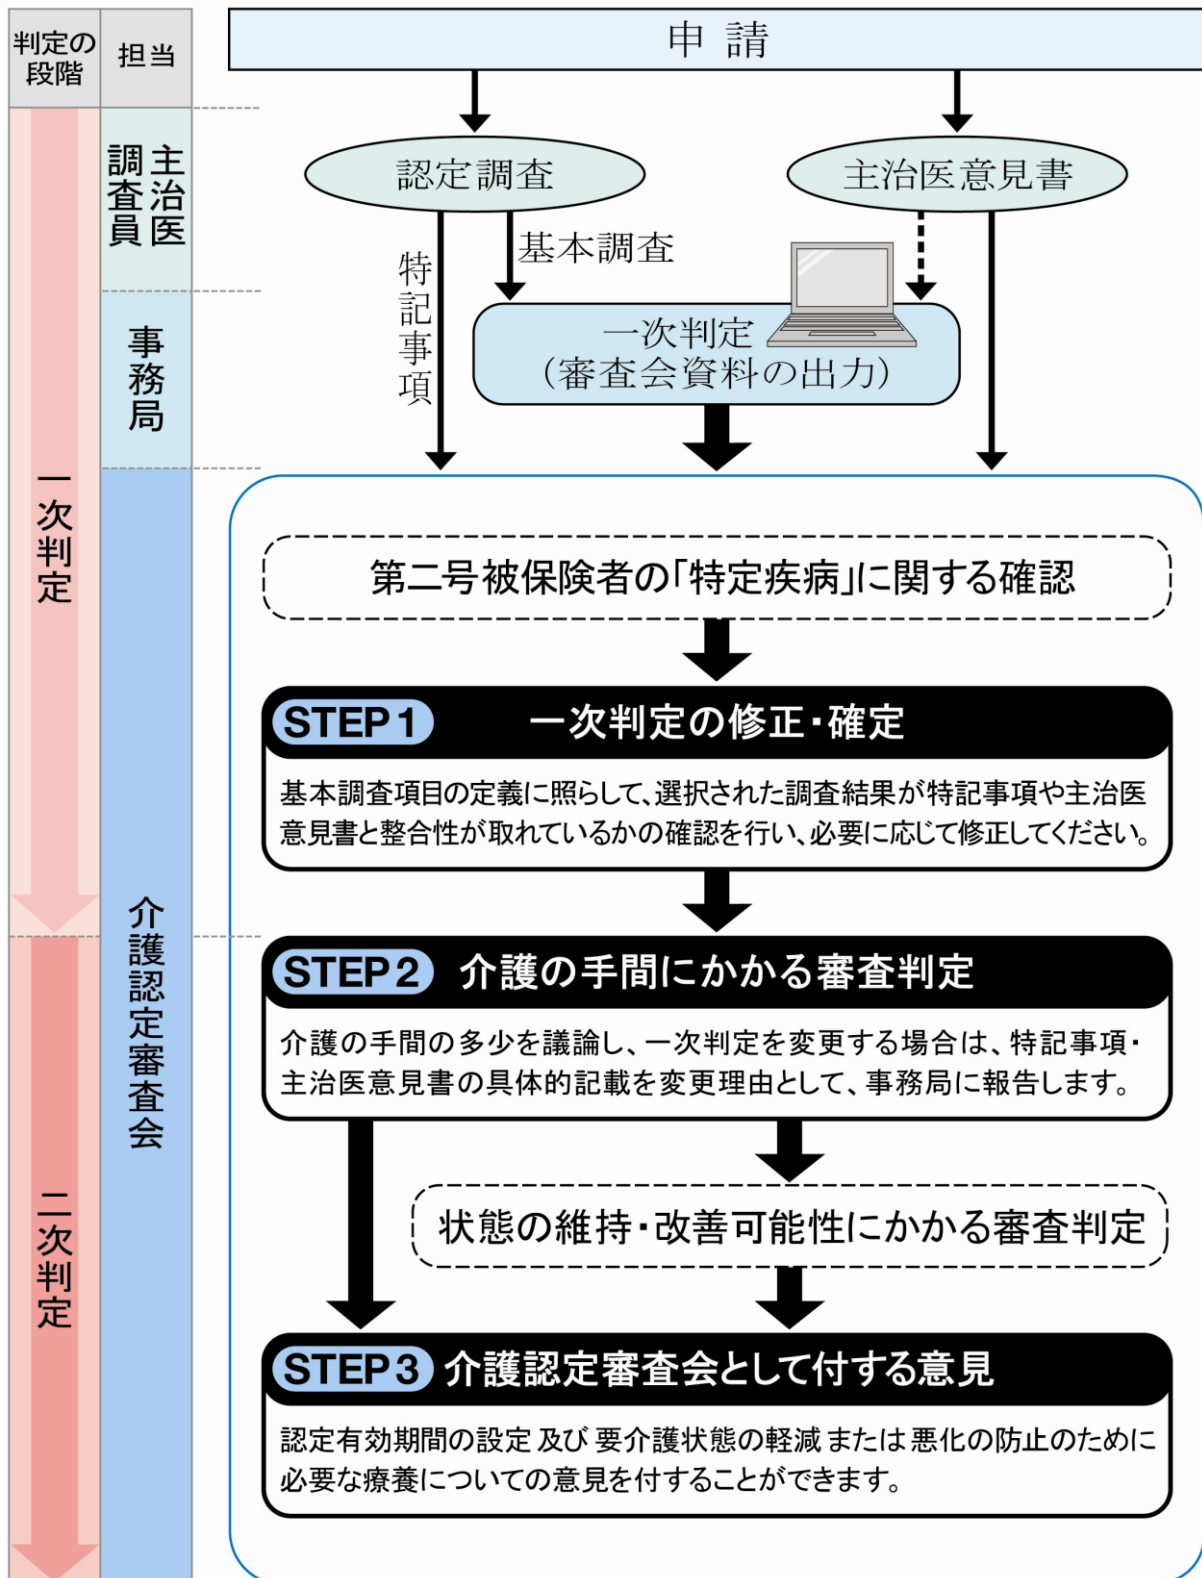 判定の
段階
担当
申 請
主治医
調査員
認定調査
主治医意見書
特記事項
基本調査
事務局
一次判定
（審査会資料の出力）
一次判定
第二号被保険者の「特定疾病」に関する確認
STEP 1 一次判定の修正・確定
基本調査項目の定義に照らして、選択された調査結果が特記事項や主治医
意見書と整合性が取れているかの確認を行い、必要に応じて修正してください。
介護認定審査会
STEP 2 介護の手間にかかる審査判定
介護の手間の多少を議論し、一次判定を変更する場合は、特記事項・
主治医意見書の具体的記載を変更理由として、事務局に報告します。
二次判定
状態の維持・改善可能性にかかる審査判定
STEP 3 介護認定審査会として付する意見
認定有効期間の設定 及び 要介護状態の軽減 または 悪化の防止のために
必要な療養についての意見を付することができます。